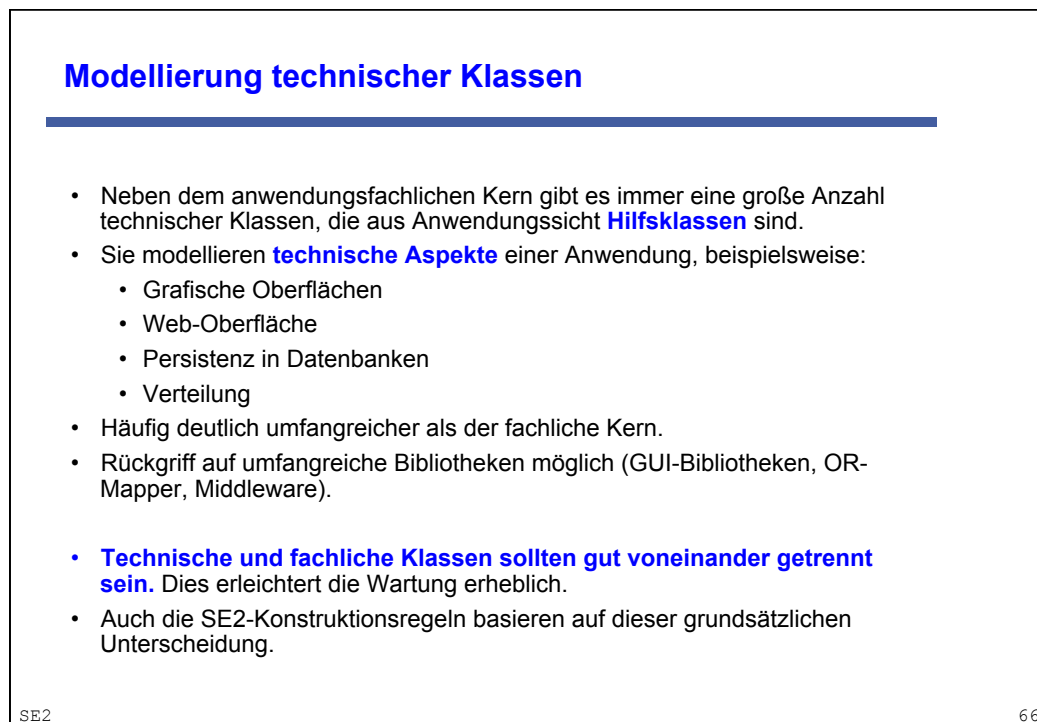 Modellierung technischer Klassen
• Neben dem anwendungsfachlichen Kern gibt es immer eine große Anzahl
technischer Klassen, die aus Anwendungssicht Hilfsklassen sind.
• Sie modellieren technische Aspekte einer Anwendung, beispielsweise:
• Grafische Oberflächen
• Web-Oberfläche
• Persistenz in Datenbanken
• Verteilung
• Häufig deutlich umfangreicher als der fachliche Kern.
• Rückgriff auf umfangreiche Bibliotheken möglich (GUI-Bibliotheken, OR-
Mapper, Middleware).
• Technische und fachliche Klassen sollten gut voneinander getrennt
sein. Dies erleichtert die Wartung erheblich.
• Auch die SE2-Konstruktionsregeln basieren auf dieser grundsätzlichen
Unterscheidung.
SE2
66